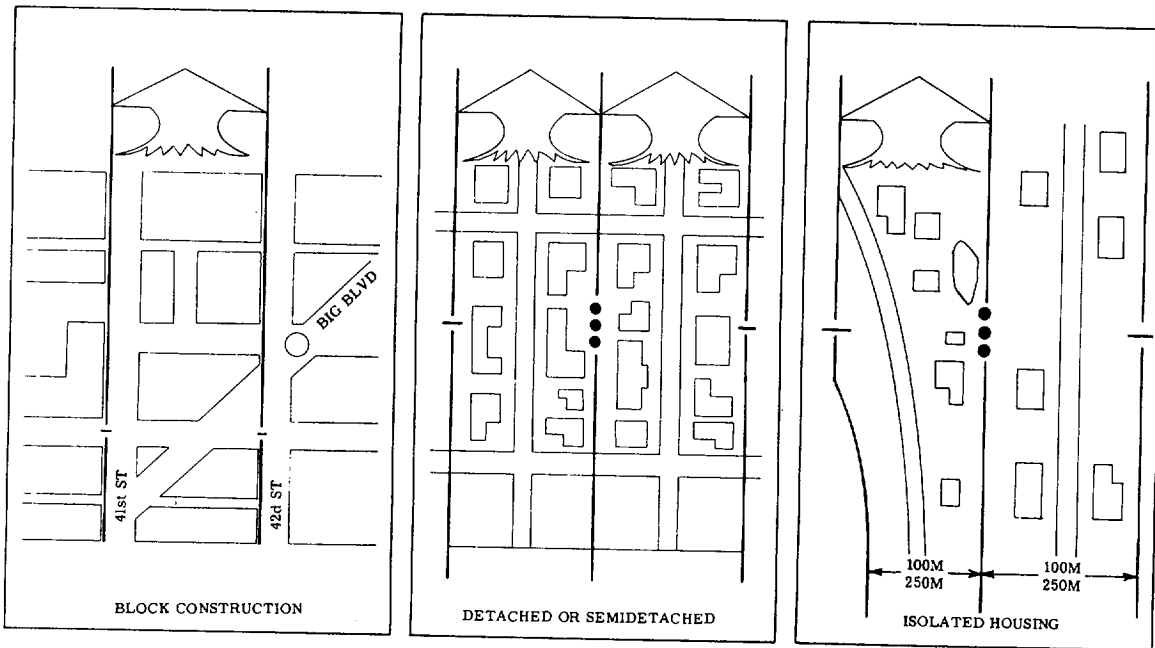 BIG BLVD
41st ST
42d ST
BLOCK CONSTRUCTION
DETACHED OR SEMIDETACHED
100M
250M
100M
250M
ISOLATED HOUSING